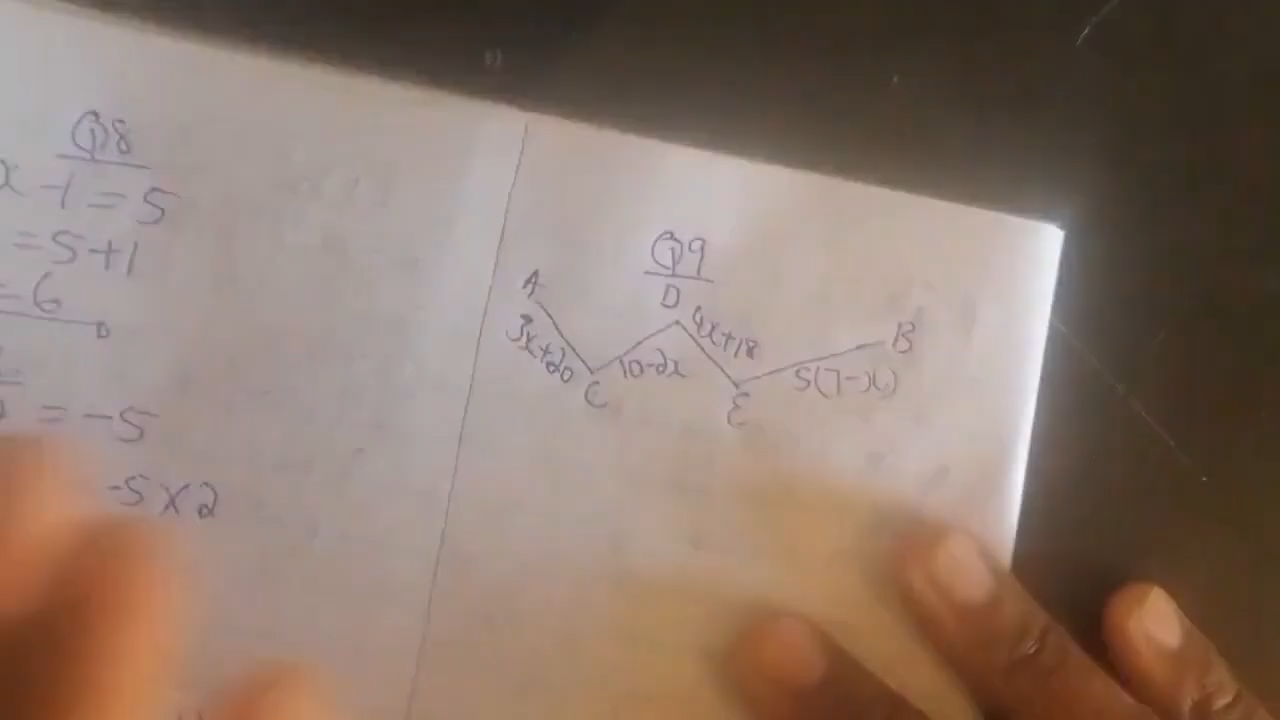 Q8
x-1=5
=5+1
=6
=-5
-5×2
Q9
A
D
B
3x+20
10-2x
4x+18
5(7-x)
C
E